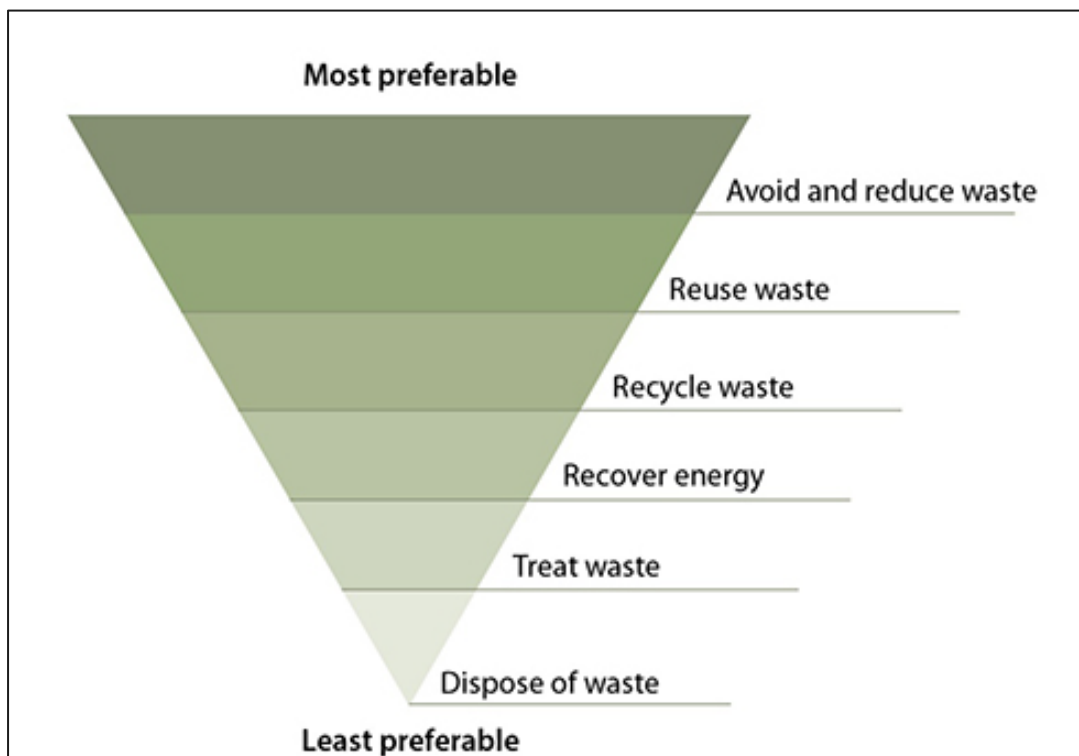 Most preferable
Avoid and reduce waste
Reuse waste
Recycle waste
Recover energy
Treat waste
Dispose of waste
Least preferable